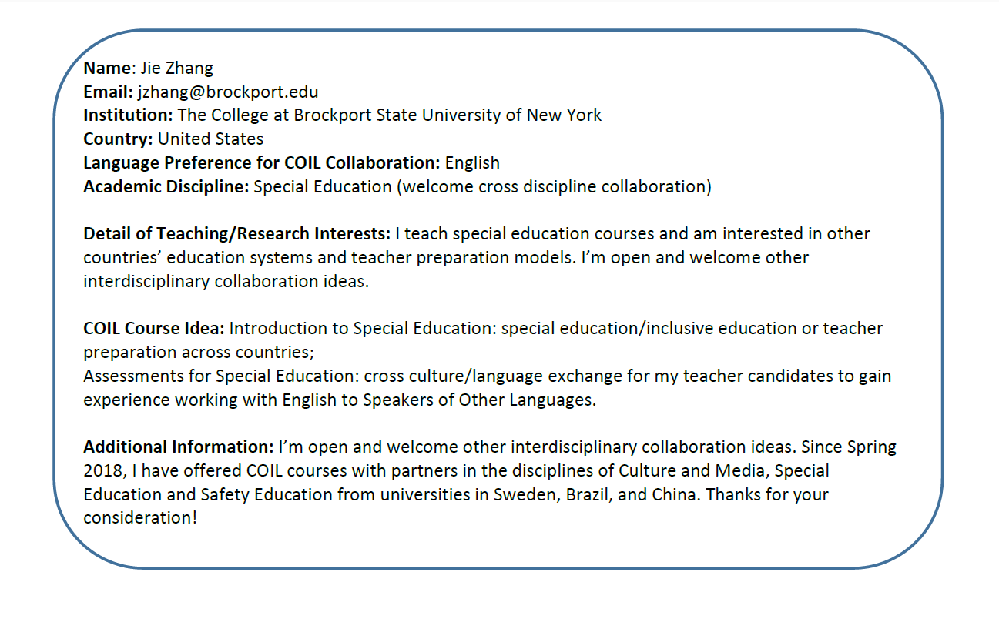 Name: Jie Zhang
Email: jzhang@brockport.edu
Institution: The College at Brockport State University of New York
Country: United States
Language Preference for COIL Collaboration: English
Academic Discipline: Special Education (welcome cross discipline collaboration)
Detail of Teaching/Research Interests: I teach special education courses and am interested in other
countries’ education systems and teacher preparation models. I’m open and welcome other
interdisciplinary collaboration ideas.
COIL Course Idea: Introduction to Special Education: special education/inclusive education or teacher
preparation across countries;
Assessments for Special Education: cross culture/language exchange for my teacher candidates to gain
experience working with English to Speakers of Other Languages.
Additional Information: I’m open and welcome other interdisciplinary collaboration ideas. Since Spring
2018, I have offered COIL courses with partners in the disciplines of Culture and Media, Special
Education and Safety Education from universities in Sweden, Brazil, and China. Thanks for your
consideration!